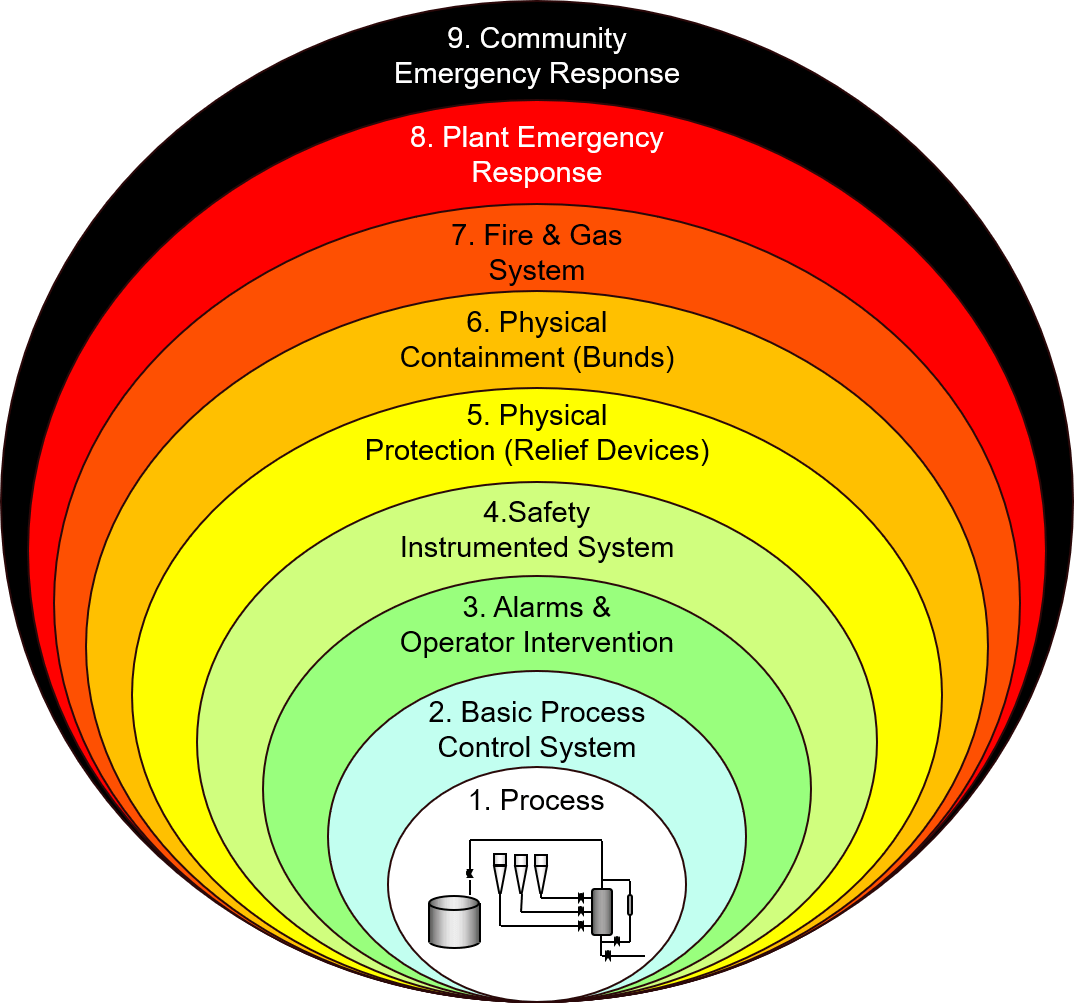 9. Community
Emergency Response
8. Plant Emergency
Response
7. Fire & Gas
System
6. Physical
Containment (Bunds)
5. Physical
Protection (Relief Devices)
4.Safety
Instrumented System
3. Alarms &
Operator Intervention
2. Basic Process
Control System
1. Process